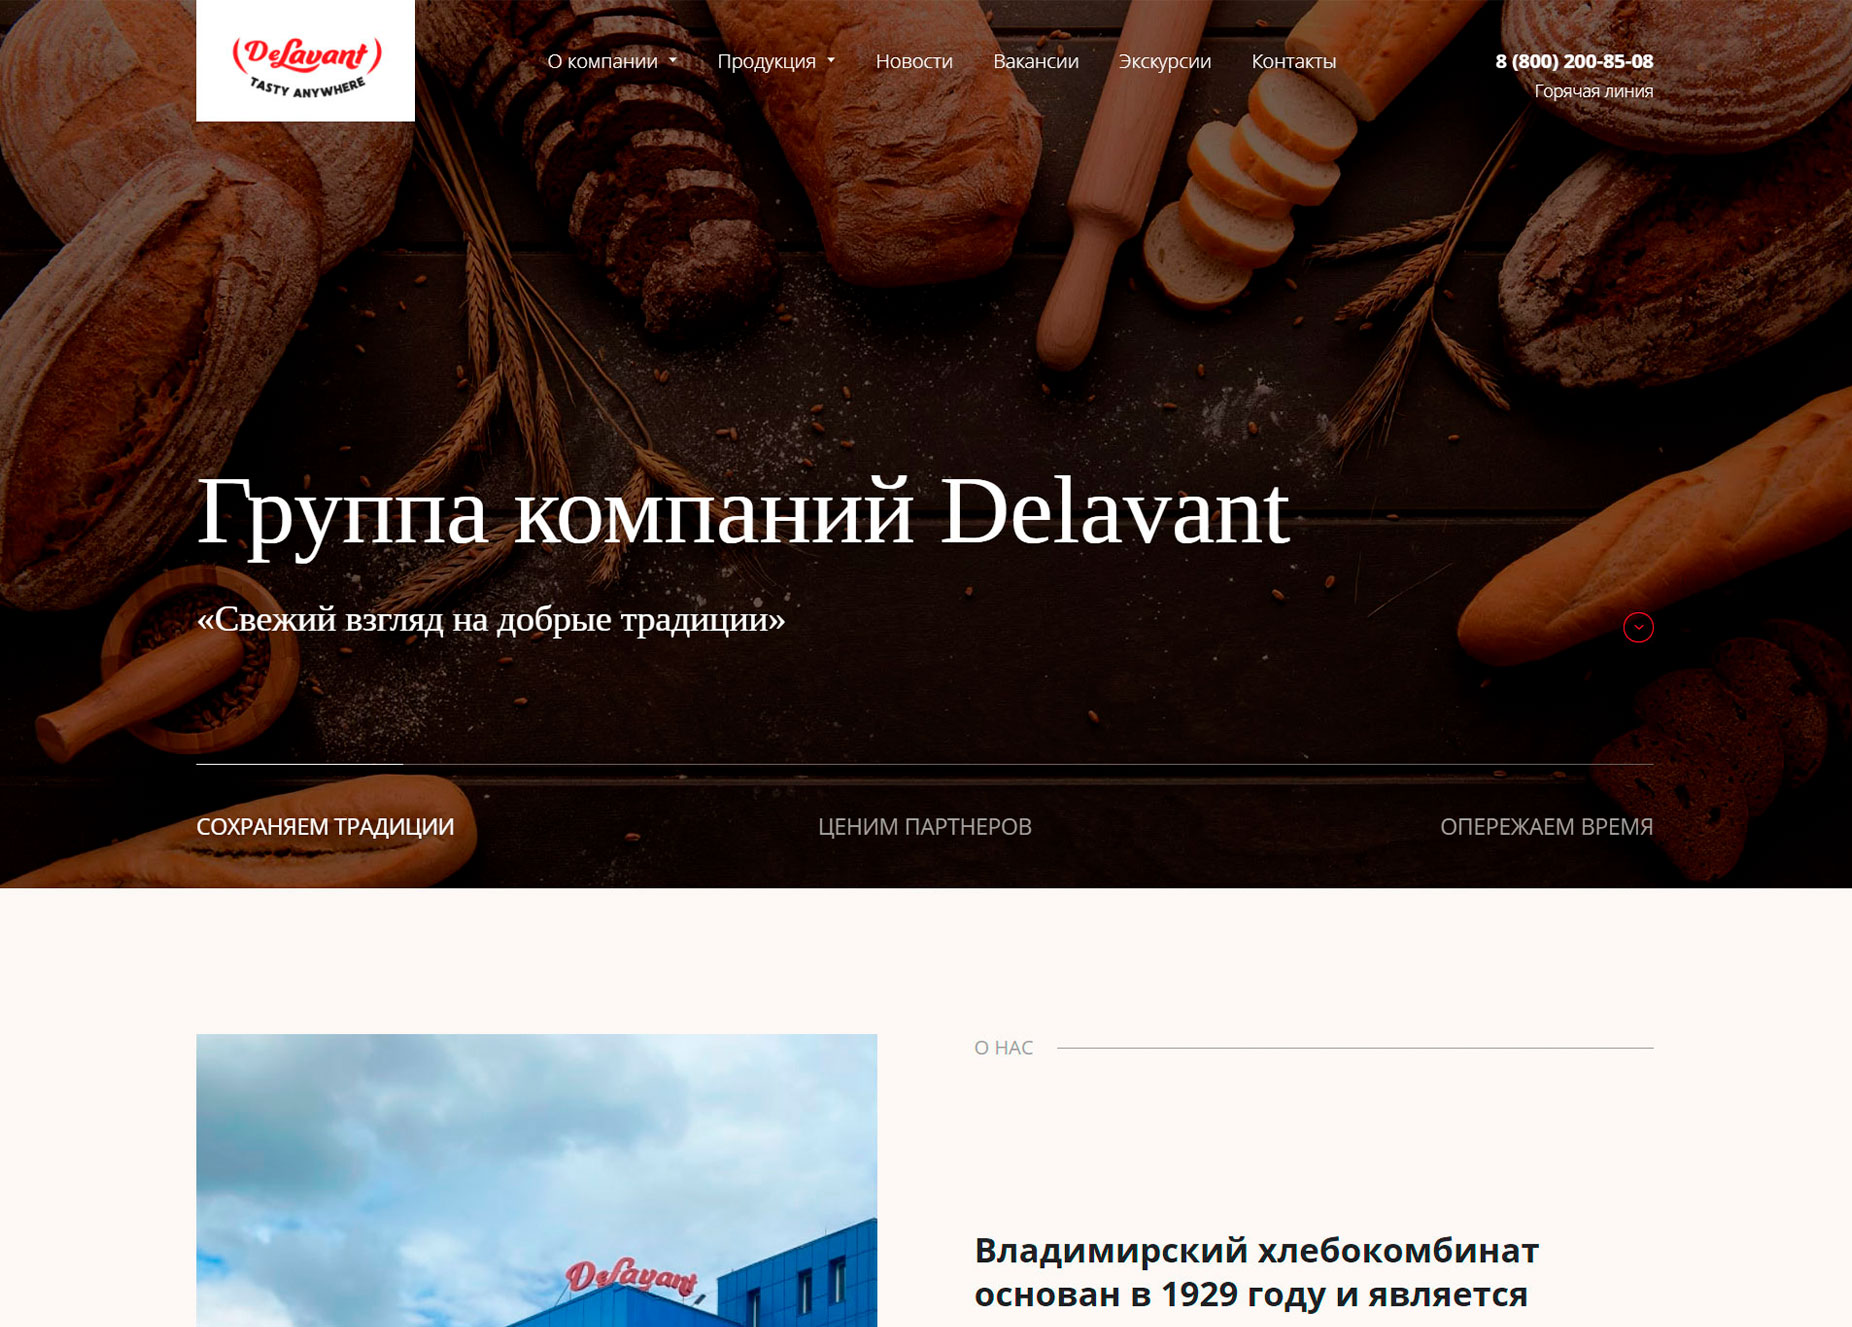 DeLavant
TASTY ANYWHERE
О компании
Продукция
Новости
Вакансии
Экскурсии
Контакты
8 (800) 200-85-08
Горячая линия
Группа компаний Delavant
«Свежий взгляд на добрые традиции»
СОХРАНЯЕМ ТРАДИЦИИ
ЦЕНИМ ПАРТНЕРОВ
ОПЕРЕЖАЕМ ВРЕМЯ
О НАС
DeLavant
Владимирский хлебокомбинат
основан в 1929 году и является